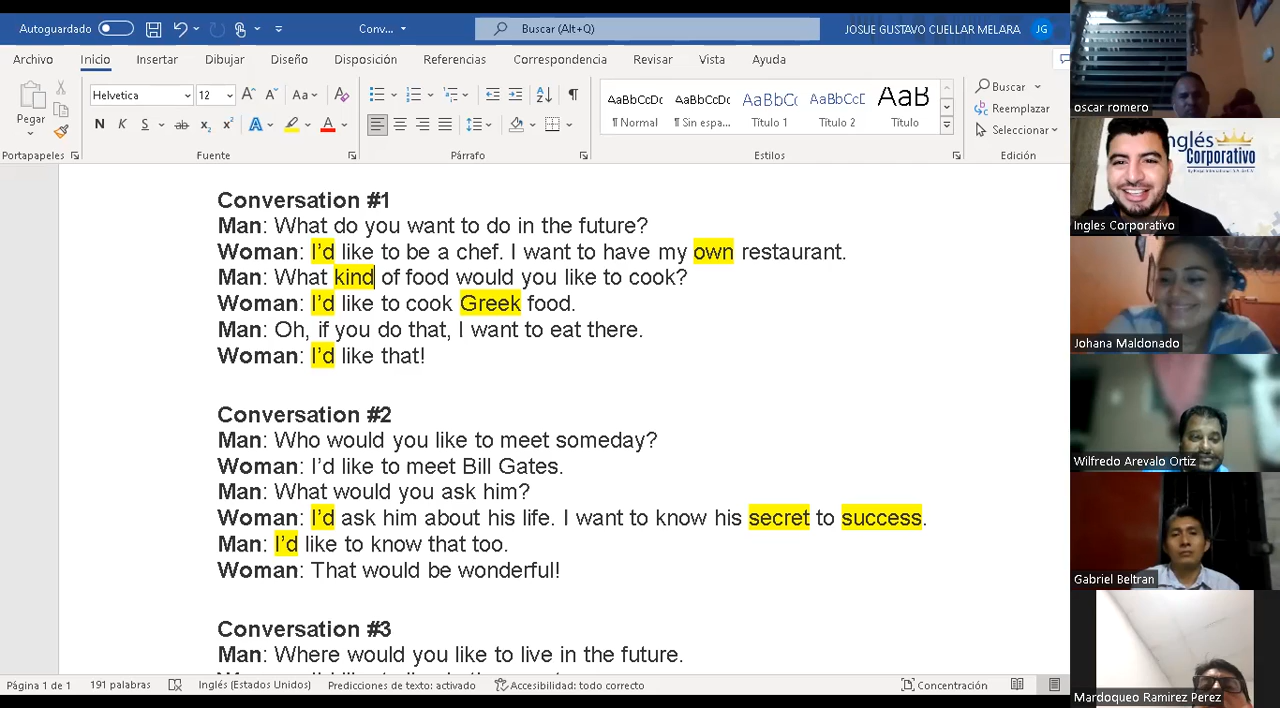 Autoguardado
Conv...
Buscar (Alt+Q)
JOSUE GUSTAVO CUELLAR MELARA
JG
Archivo
Inicio
Insertar
Dibujar
Diseño
Disposición
Referencias
Correspondencia
Revisar
Vista
Ayuda
Pegar
Helvetica
12
Aa
N K S ab x₂ x² A A
AaBbCcDc
¶ Normal
AaBbCcDc
¶ Sin espa...
AaBbC
Título 1
AaBbCcD
Título 2
AaB
Título
Buscar
Reemplazar
Seleccionar
Portapapeles
Fuente
Párrafo
Estilos
Edición
Conversation #1
Man: What do you want to do in the future?
Woman: I’d like to be a chef. I want to have my own restaurant.
Man: What kind of food would you like to cook?
Woman: I’d like to cook Greek food.
Man: Oh, if you do that, I want to eat there.
Woman: I’d like that!
Conversation #2
Man: Who would you like to meet someday?
Woman: I’d like to meet Bill Gates.
Man: What would you ask him?
Woman: I’d ask him about his life. I want to know his secret to success.
Man: I’d like to know that too.
Woman: That would be wonderful!
Conversation #3
Man: Where would you like to live in the future.
Página 1 de 1
191 palabras
Inglés (Estados Unidos)
Predicciones de texto: activado
Accesibilidad: todo correcto
Concentración
oscar romero
Inglés
Corporativo
Ingles Corporativo
Johana Maldonado
Wilfredo Arevalo Ortiz
Gabriel Beltran
Mardoqueo Ramirez Perez